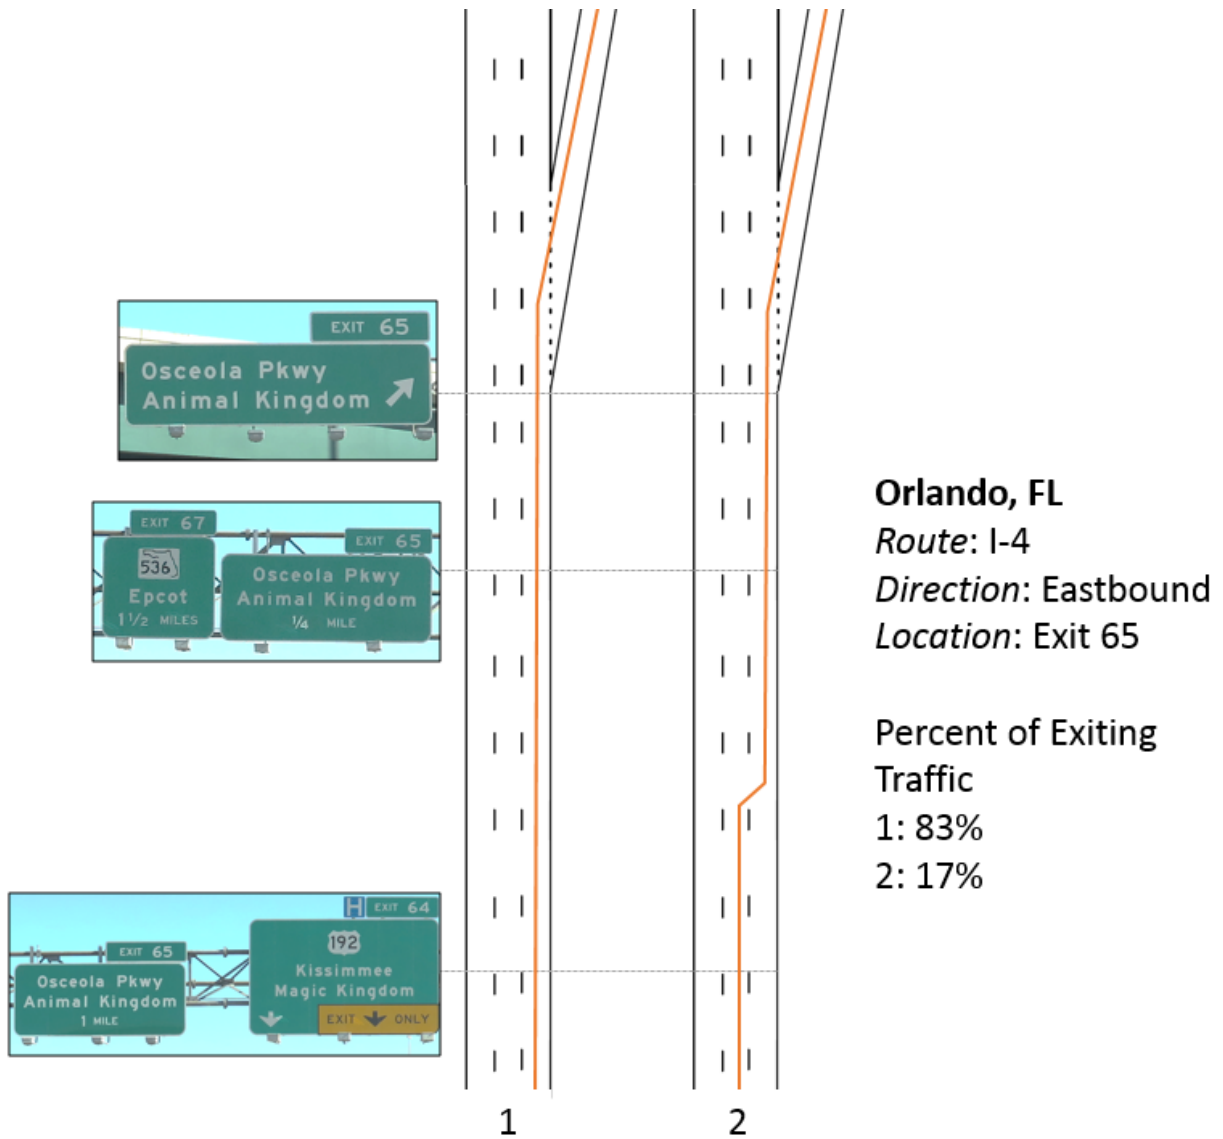 EXIT 65
Osceola Pkwy
Animal Kingdom
EXIT 67
536
Epcot
1 1/2 MILES
EXIT 65
Osceola Pkwy
Animal Kingdom
1/4 MILE
EXIT 65
Osceola Pkwy
Animal Kingdom
1 MILE
H
EXIT 64
192
Kissimmee
Magic Kingdom
EXIT ONLY
Orlando, FL
Route: I-4
Direction: Eastbound
Location: Exit 65
Percent of Exiting
Traffic
1: 83%
2: 17%
1
2